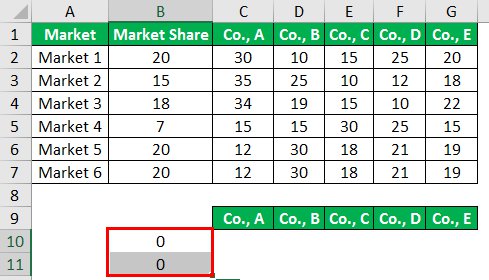 A B C D E F G
1 Market Market Share Co., A Co., B Co., C Co., D Co., E
2 Market 1 20 30 10 15 25 20
3 Market 2 15 35 25 10 12 18
4 Market 3 18 34 19 15 10 22
5 Market 4 7 15 15 30 25 15
6 Market 5 20 12 30 18 21 19
7 Market 6 20 12 30 18 21 19
8
9 Co., A Co., B Co., C Co., D Co., E
10 0
11 0